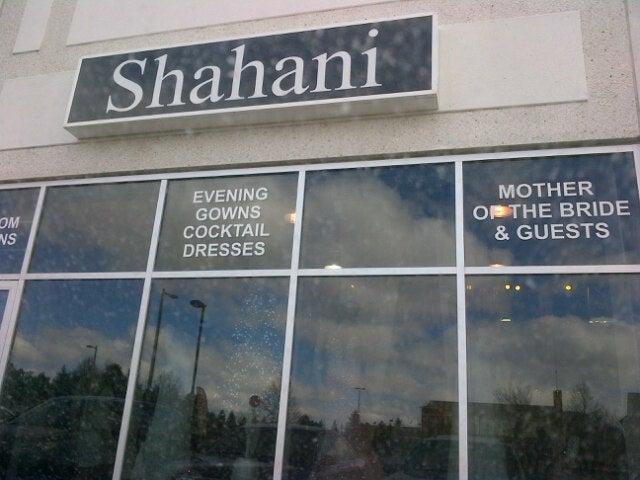 Shahani
EVENING
GOWNS
COCKTAIL
DRESSES
MOTHER
OF THE BRIDE
& GUESTS